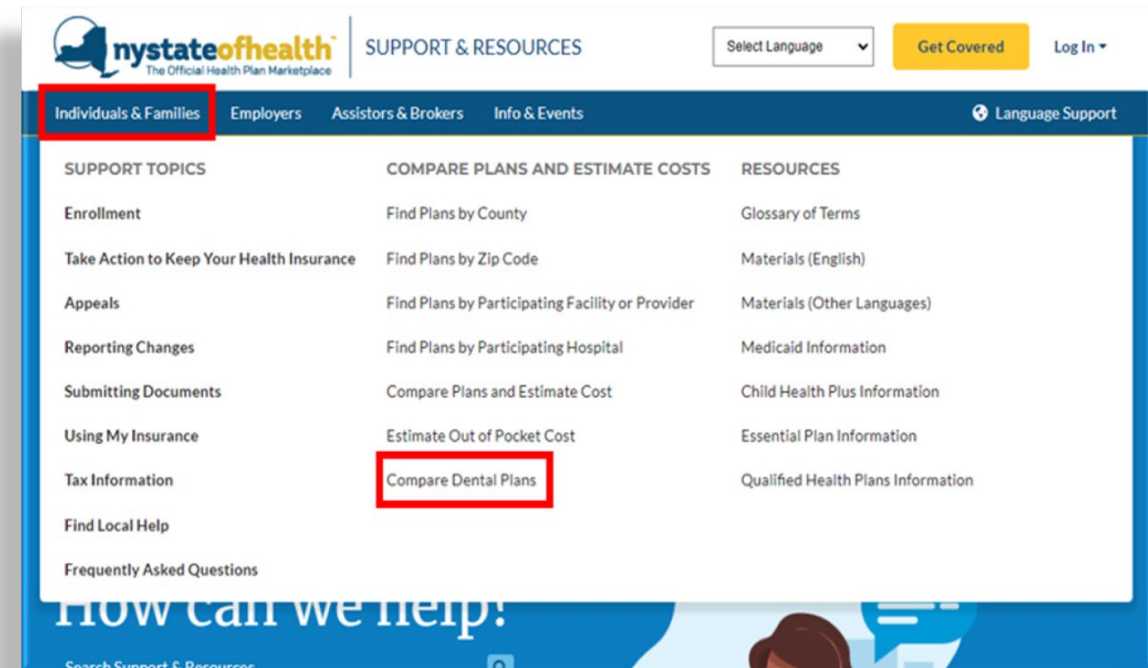 nystateofhealth™
The Official Health Plan Marketplace
SUPPORT & RESOURCES
Select Language
Get Covered
Log In
Individuals & Families
Employers
Assistors & Brokers
Info & Events
Language Support
SUPPORT TOPICS
Enrollment
Take Action to Keep Your Health Insurance
Appeals
Reporting Changes
Submitting Documents
Using My Insurance
Tax Information
Find Local Help
Frequently Asked Questions
COMPARE PLANS AND ESTIMATE COSTS
Find Plans by County
Find Plans by Zip Code
Find Plans by Participating Facility or Provider
Find Plans by Participating Hospital
Compare Plans and Estimate Cost
Estimate Out of Pocket Cost
Compare Dental Plans
RESOURCES
Glossary of Terms
Materials (English)
Materials (Other Languages)
Medicaid Information
Child Health Plus Information
Essential Plan Information
Qualified Health Plans Information
How can we help?
Search Support & Resources